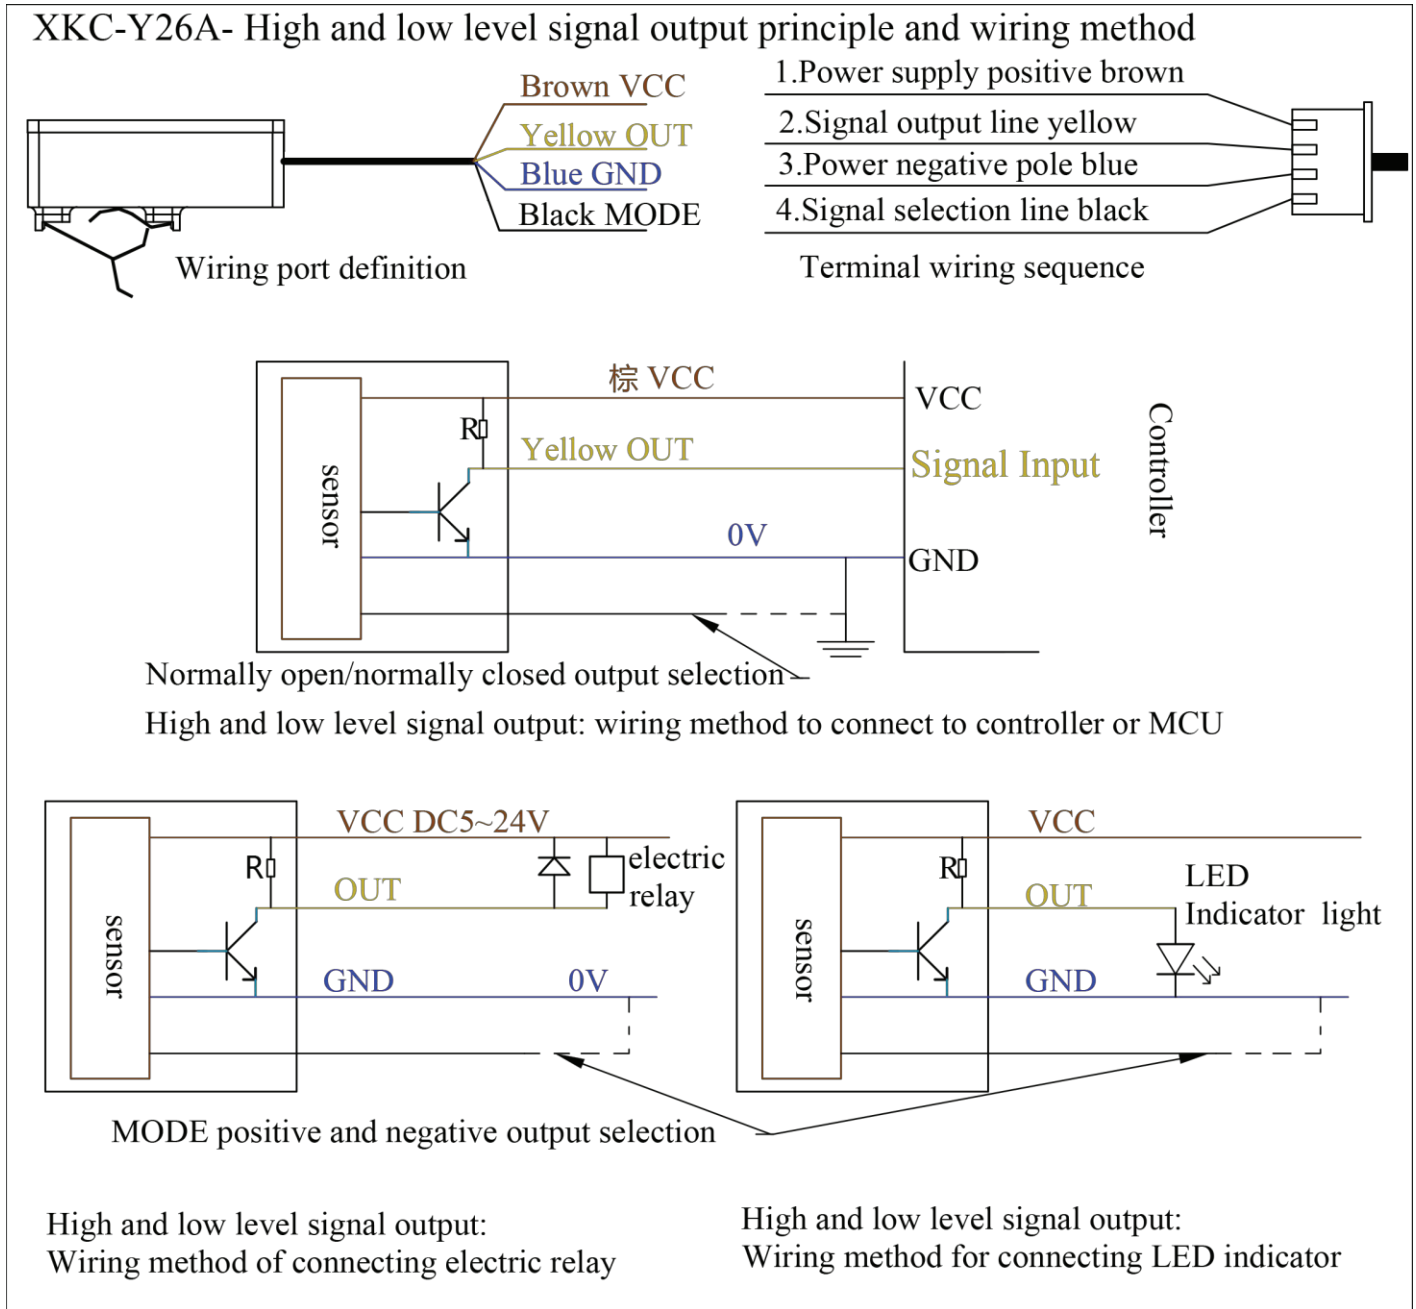 XKC-Y26A- High and low level signal output principle and wiring method
Brown VCC
Yellow OUT
Blue GND
Black MODE
Wiring port definition
1.Power supply positive brown
2.Signal output line yellow
3.Power negative pole blue
4.Signal selection line black
Terminal wiring sequence
sensor
R
棕 VCC
Yellow OUT
0V
VCC
Signal Input
GND
Controller
Normally open/normally closed output selection
High and low level signal output: wiring method to connect to controller or MCU
sensor
R
VCC DC5~24V
OUT
GND
0V
electric
relay
sensor
R
VCC
OUT
GND
LED
Indicator light
MODE positive and negative output selection
High and low level signal output:
Wiring method of connecting electric relay
High and low level signal output:
Wiring method for connecting LED indicator